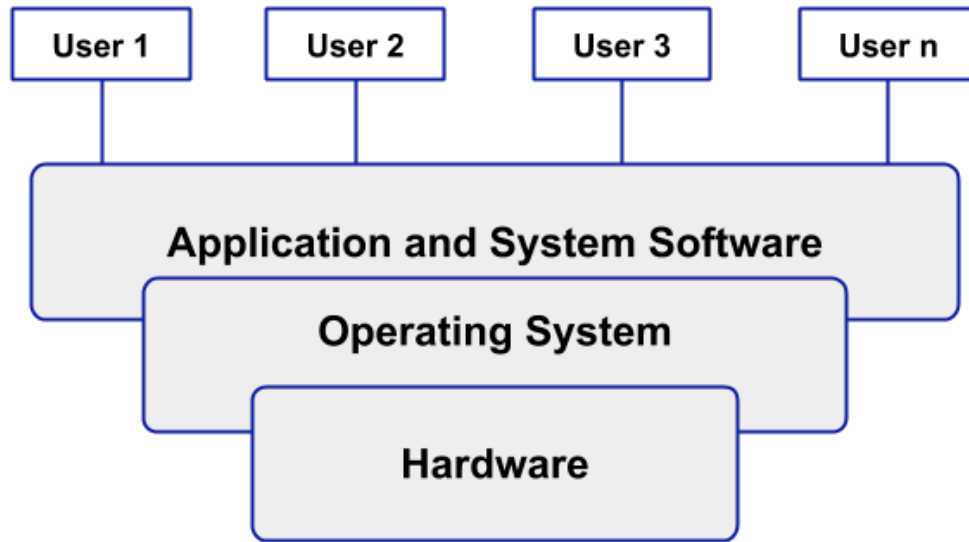 User 1
User 2
User 3
User n
Application and System Software
Operating System
Hardware